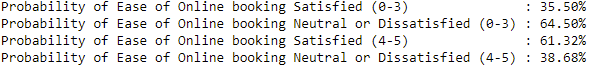 Probability of Ease of Online booking Satisfied (0-3) : 35.50%
Probability of Ease of Online booking Neutral or Dissatisfied (0-3) : 64.50%
Probability of Ease of Online booking Satisfied (4-5) : 61.32%
Probability of Ease of Online booking Neutral or Dissatisfied (4-5) : 38.68%